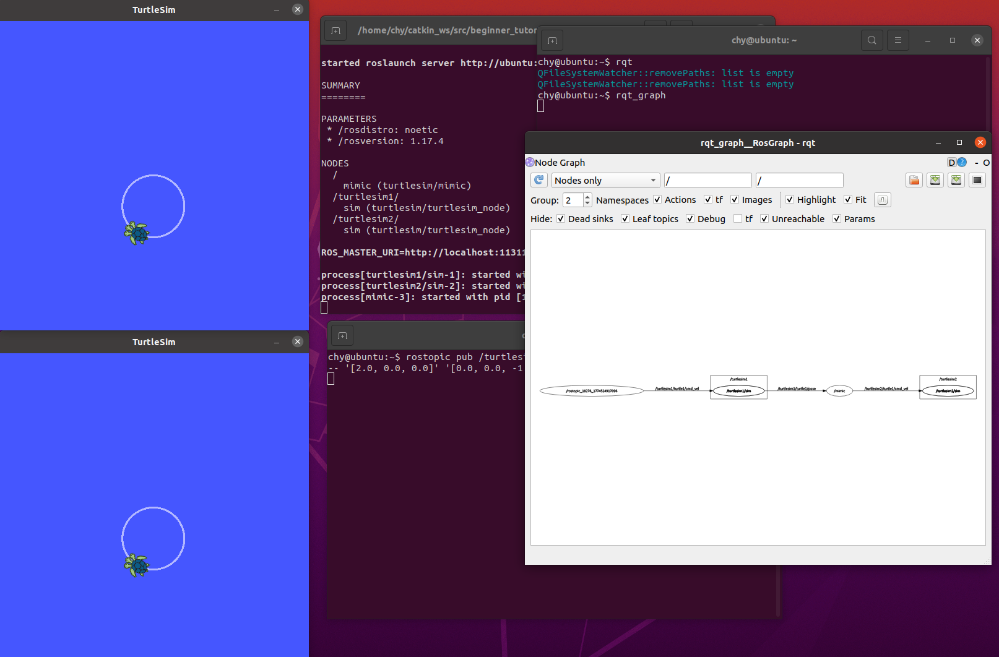 TurtleSim
/home/chy/catkin_ws/src/beginner_tutor
started roslaunch server http://ubuntu:
SUMMARY
========
PARAMETERS
* /rosdistro: noetic
* /rosversion: 1.17.4
NODES
/
mimic (turtlesim/mimic)
/turtlesim1/
sim (turtlesim/turtlesim_node)
/turtlesim2/
sim (turtlesim/turtlesim_node)
ROS_MASTER_URI=http://localhost:11311
process[turtlesim1/sim-1]: started wi
process[turtlesim2/sim-2]: started wi
process[mimic-3]: started with pid [1
chy@ubuntu: ~
chy@ubuntu:~$ rqt
QFileSystemWatcher::removePaths: list is empty
QFileSystemWatcher::removePaths: list is empty
chy@ubuntu:~$ rqt_graph
rqt_graph__RosGraph - rqt
Node Graph
D ? - O
Nodes only / /
Group: 2 Namespaces Actions tf Images Highlight Fit
Hide: Dead sinks Leaf topics Debug tf Unreachable Params
/turtlesim1 /turtlesim2
/rostopic_18276_1774524917096 /turtlesim1/turtle1/cmd_vel /turtlesim1/sim /turtlesim1/turtle1/pose /mimic /turtlesim2/turtle1/cmd_vel /turtlesim2/sim
TurtleSim
chy@ubuntu:~$ rostopic pub /turtles
-- '[2.0, 0.0, 0.0]' '[0.0, 0.0, -1